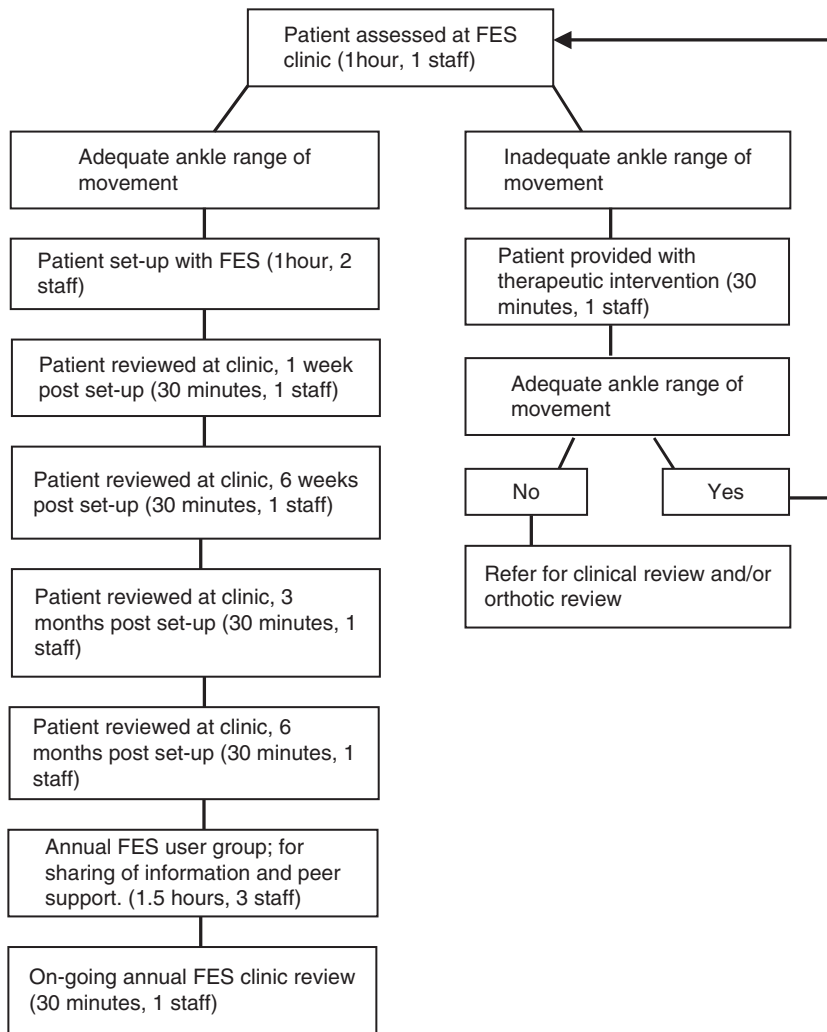 Patient assessed at FES
clinic (1hour, 1 staff)
Adequate ankle range of
movement
Patient set-up with FES (1hour, 2
staff)
Patient reviewed at clinic, 1 week
post set-up (30 minutes, 1 staff)
Patient reviewed at clinic, 6 weeks
post set-up (30 minutes, 1 staff)
Patient reviewed at clinic, 3
months post set-up (30 minutes, 1
staff)
Patient reviewed at clinic, 6
months post set-up (30 minutes, 1
staff)
Annual FES user group; for
sharing of information and peer
support. (1.5 hours, 3 staff)
On-going annual FES clinic review
(30 minutes, 1 staff)
Inadequate ankle range of
movement
Patient provided with
therapeutic intervention (30
minutes, 1 staff)
Adequate ankle range of
movement
No
Yes
Refer for clinical review and/or
orthotic review